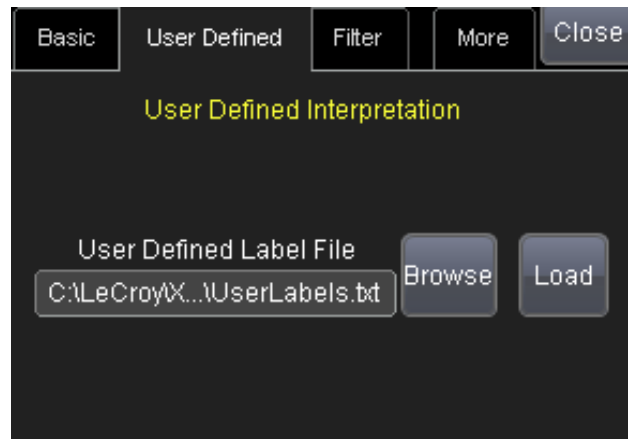 Basic User Defined Filter More Close
User Defined Interpretation
User Defined Label File
C:\LeCroy\X...\UserLabels.txt Browse Load